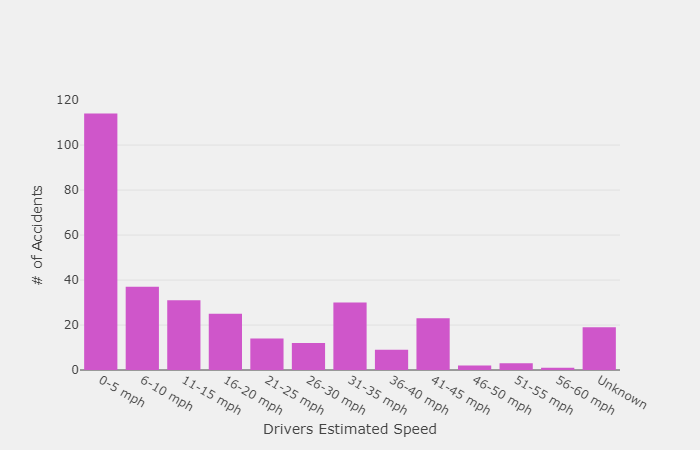 120
100
80
60
40
20
0
# of Accidents
0-5 mph
6-10 mph
11-15 mph
16-20 mph
21-25 mph
26-30 mph
31-35 mph
36-40 mph
41-45 mph
46-50 mph
51-55 mph
56-60 mph
Unknown
Drivers Estimated Speed